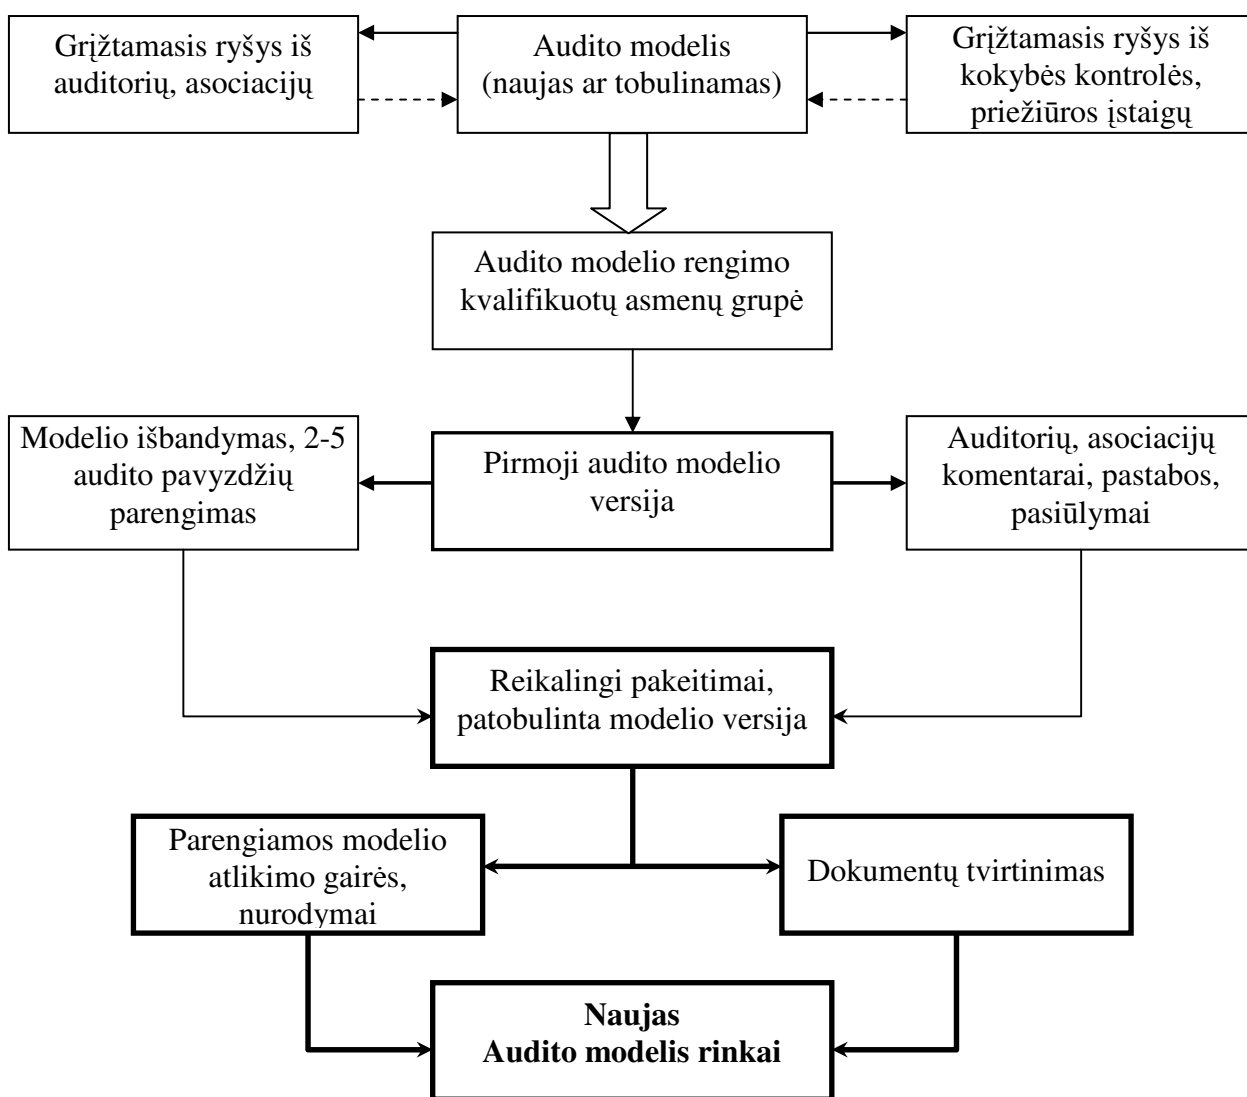 Grįžtamasis ryšys iš
auditorių, asociacijų
Audito modelis
(naujas ar tobulinamas)
Grįžtamasis ryšys iš
kokybės kontrolės,
priežiūros įstaigų
Audito modelio rengimo
kvalifikuotų asmenų grupė
Modelio išbandymas, 2-5
audito pavyzdžių
parengimas
Pirmoji audito modelio
versija
Auditorių, asociacijų
komentarai, pastabos,
pasiūlymai
Reikalingi pakeitimai,
patobulinta modelio versija
Parengiamos modelio
atlikimo gairės,
nurodymai
Dokumentų tvirtinimas
Naujas
Audito modelis rinkai